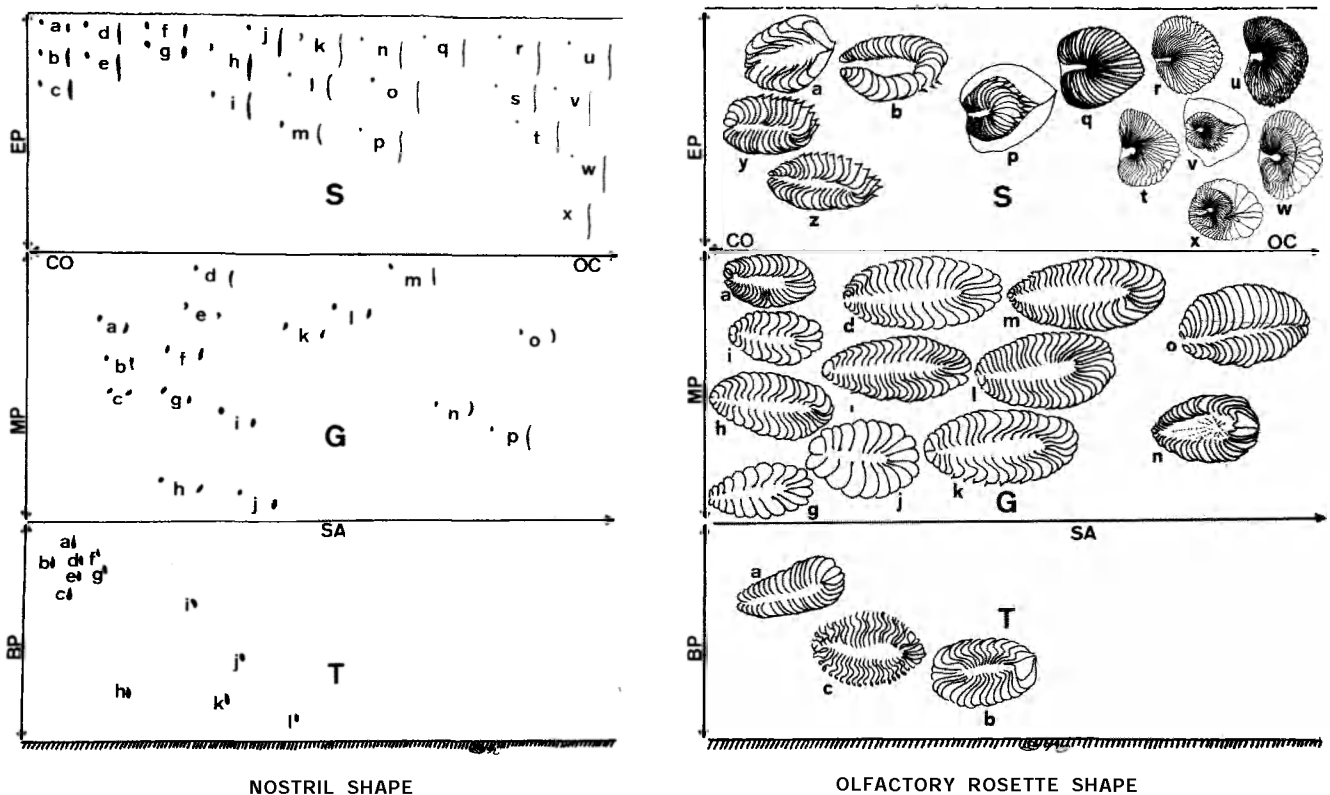 a d f j k n q r u
b e g h
c i l o s v
m p t
w
EP
S
x
CO OC
d m
a e k l o
b f
c g i n
MP
G p
h j
SA
a
b d f
e g
c
i
BP
j T
h k
l
NOSTRIL SHAPE
a b p q r u
EP
y z S t v w
x
CO OC
a d m
i o
l
MP
h n
g j k G
SA
a
T
BP
c b
OLFACTORY ROSETTE SHAPE